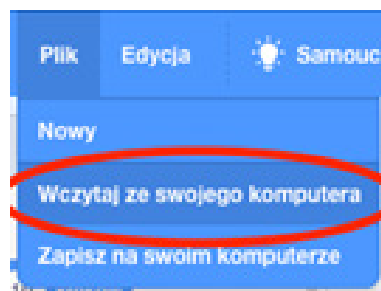 Plik Edycja Samouc
Nowy
Wczytaj ze swojego komputera
Zapisz na swoim komputerze